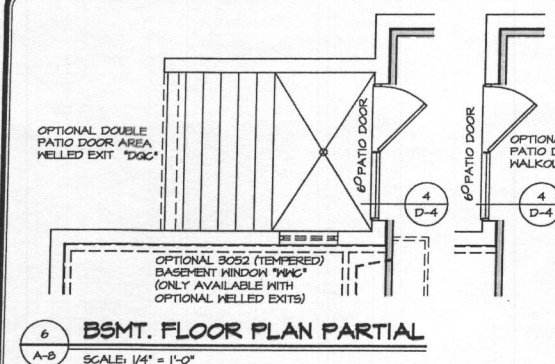 OPTIONAL DOUBLE
PATIO DOOR AREA
WELLED EXIT "DGC"
6⁰ PATIO DOOR
4
D-4
6⁰ PATIO DOOR
PATIO D
4
D-4
OPTIONAL 3052 (TEMPERED)
BASEMENT WINDOW "WWC"
(ONLY AVAILABLE WITH
OPTIONAL WELLED EXITS)
6
A-8
BSMT. FLOOR PLAN PARTIAL
SCALE: 1/4" = 1'-0"